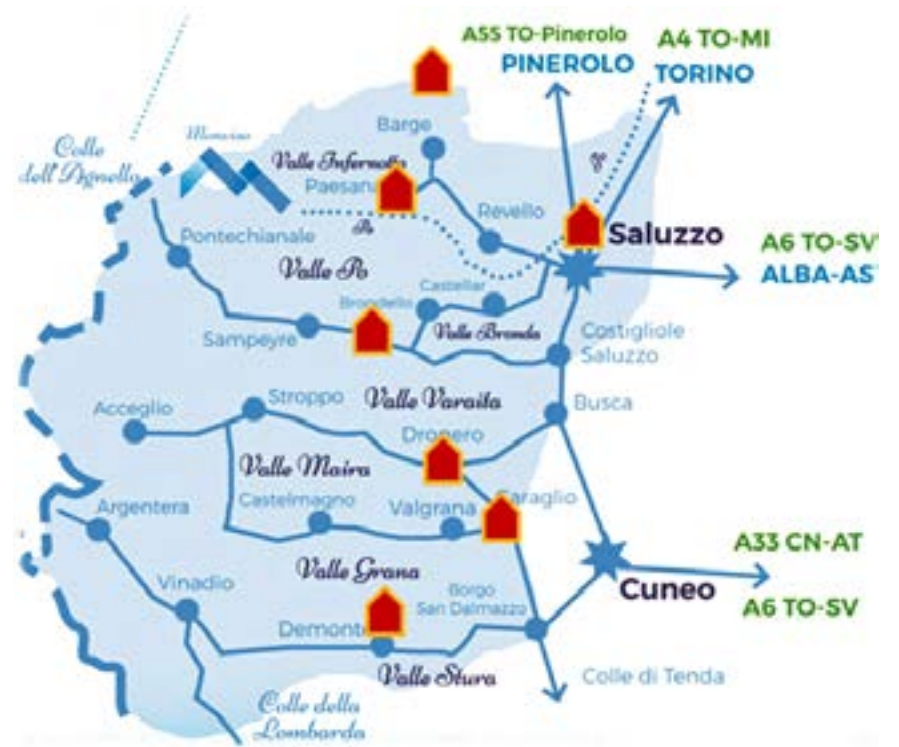 A55 TO-Pinerolo
PINEROLO
A4 TO-MI
TORINO
Colle
dell'Agnello
Monviso
Barge
Valle Infernotto
Paesana
Revello
Po
Saluzzo
Pontechianale
Valle Po
A6 TO-SV
ALBA-AS
Castellar
Brondello
Sampeyre
Valle Bronda
Costigliole
Saluzzo
Stroppo
Valle Varaita
Acceglio
Busca
Dronero
Valle Maira
Castelmagno
Valgrana
Caraglio
Argentera
A33 CN-AT
Valle Grana
Cuneo
Vinadio
Borgo
San Dalmazzo
A6 TO-SV
Demonte
Valle Stura
Colle di Tenda
Colle della
Lombarda